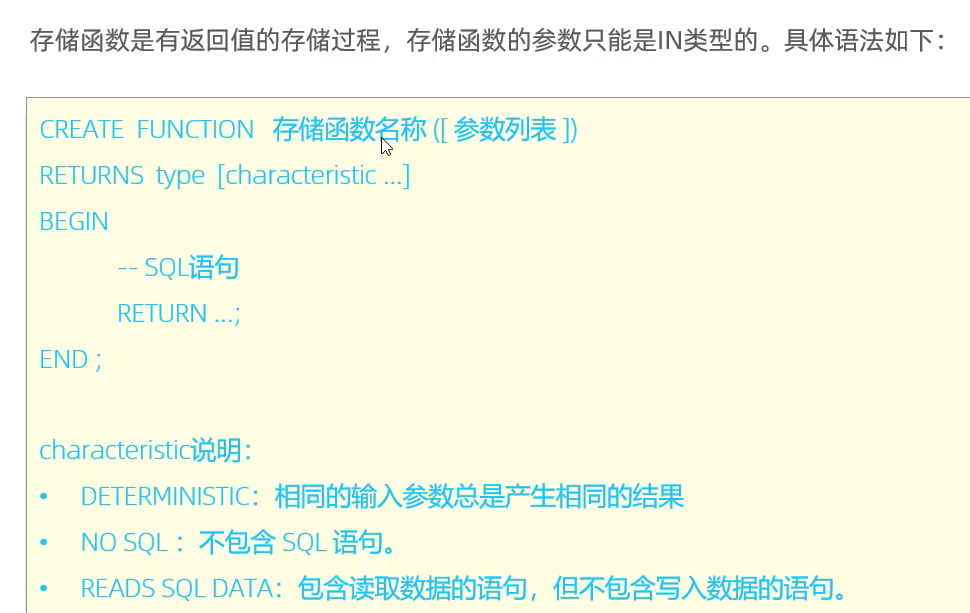 存储函数是有返回值的存储过程，存储函数的参数只能是IN类型的。具体语法如下：
CREATE FUNCTION 存储函数名称 ([ 参数列表 ])
RETURNS type [characteristic ...]
BEGIN
-- SQL语句
RETURN ...;
END ;
characteristic说明：
• DETERMINISTIC：相同的输入参数总是产生相同的结果
• NO SQL ：不包含 SQL 语句。
• READS SQL DATA：包含读取数据的语句，但不包含写入数据的语句。